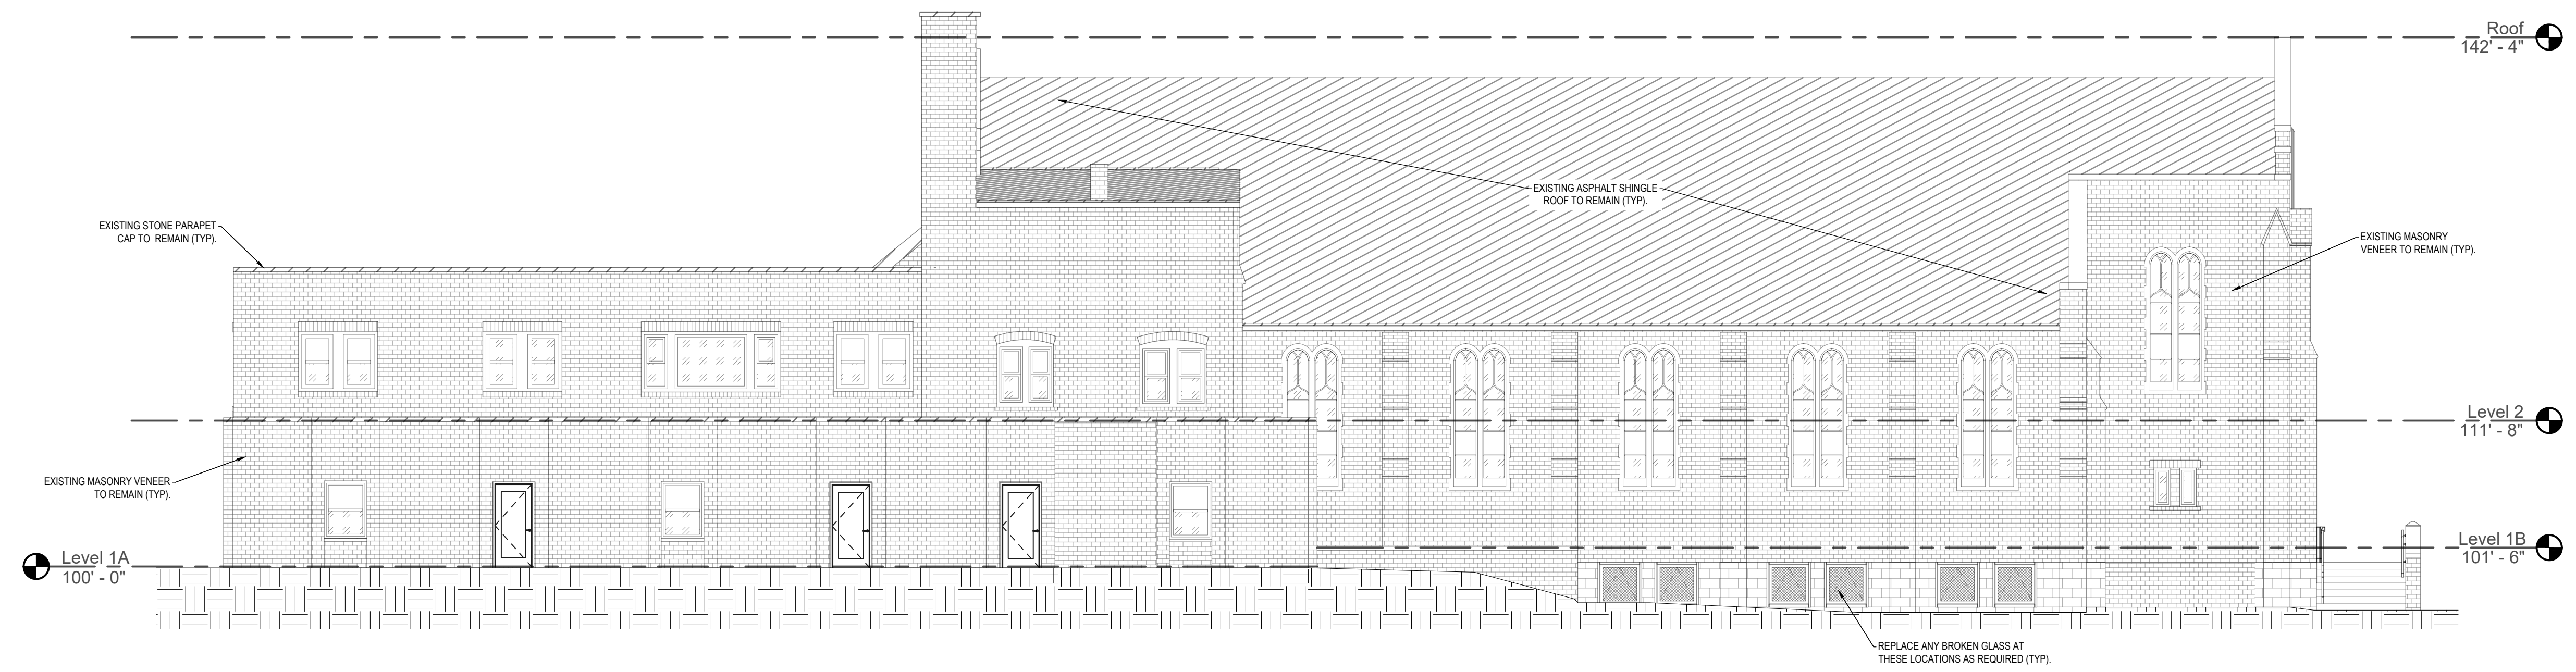 Roof
142' - 4"
EXISTING ASPHALT SHINGLE
ROOF TO REMAIN (TYP).
EXISTING STONE PARAPET
CAP TO REMAIN (TYP).
EXISTING MASONRY
VENEER TO REMAIN (TYP).
Level 2
111' - 8"
EXISTING MASONRY VENEER
TO REMAIN (TYP).
Level 1B
101' - 6"
Level 1A
100' - 0"
REPLACE ANY BROKEN GLASS AT
THESE LOCATIONS AS REQUIRED (TYP).